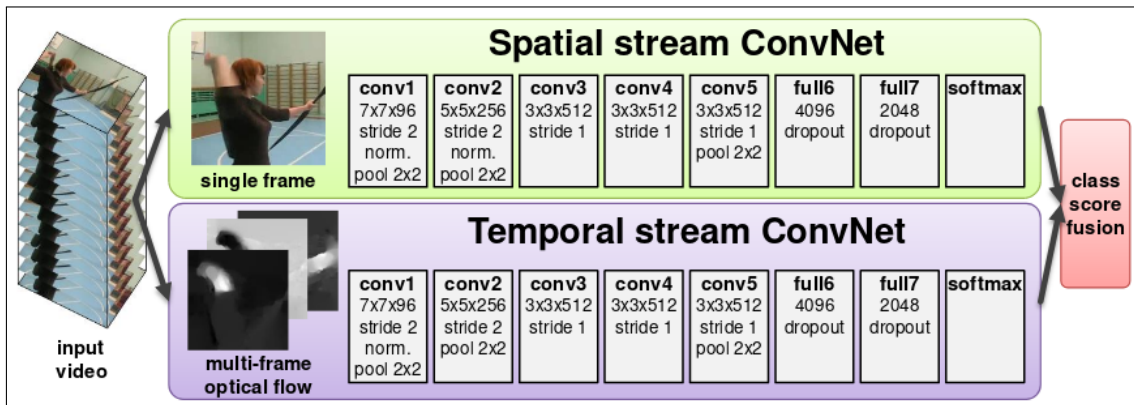 Spatial stream ConvNet
conv1
7x7x96
stride 2
norm.
pool 2x2
conv2
5x5x256
stride 2
norm.
pool 2x2
conv3
3x3x512
stride 1
conv4
3x3x512
stride 1
conv5
3x3x512
stride 1
pool 2x2
full6
4096
dropout
full7
2048
dropout
softmax
single frame
Temporal stream ConvNet
conv1
7x7x96
stride 2
norm.
pool 2x2
conv2
5x5x256
stride 2
pool 2x2
conv3
3x3x512
stride 1
conv4
3x3x512
stride 1
conv5
3x3x512
stride 1
pool 2x2
full6
4096
dropout
full7
2048
dropout
softmax
multi-frame
optical flow
input
video
class
score
fusion